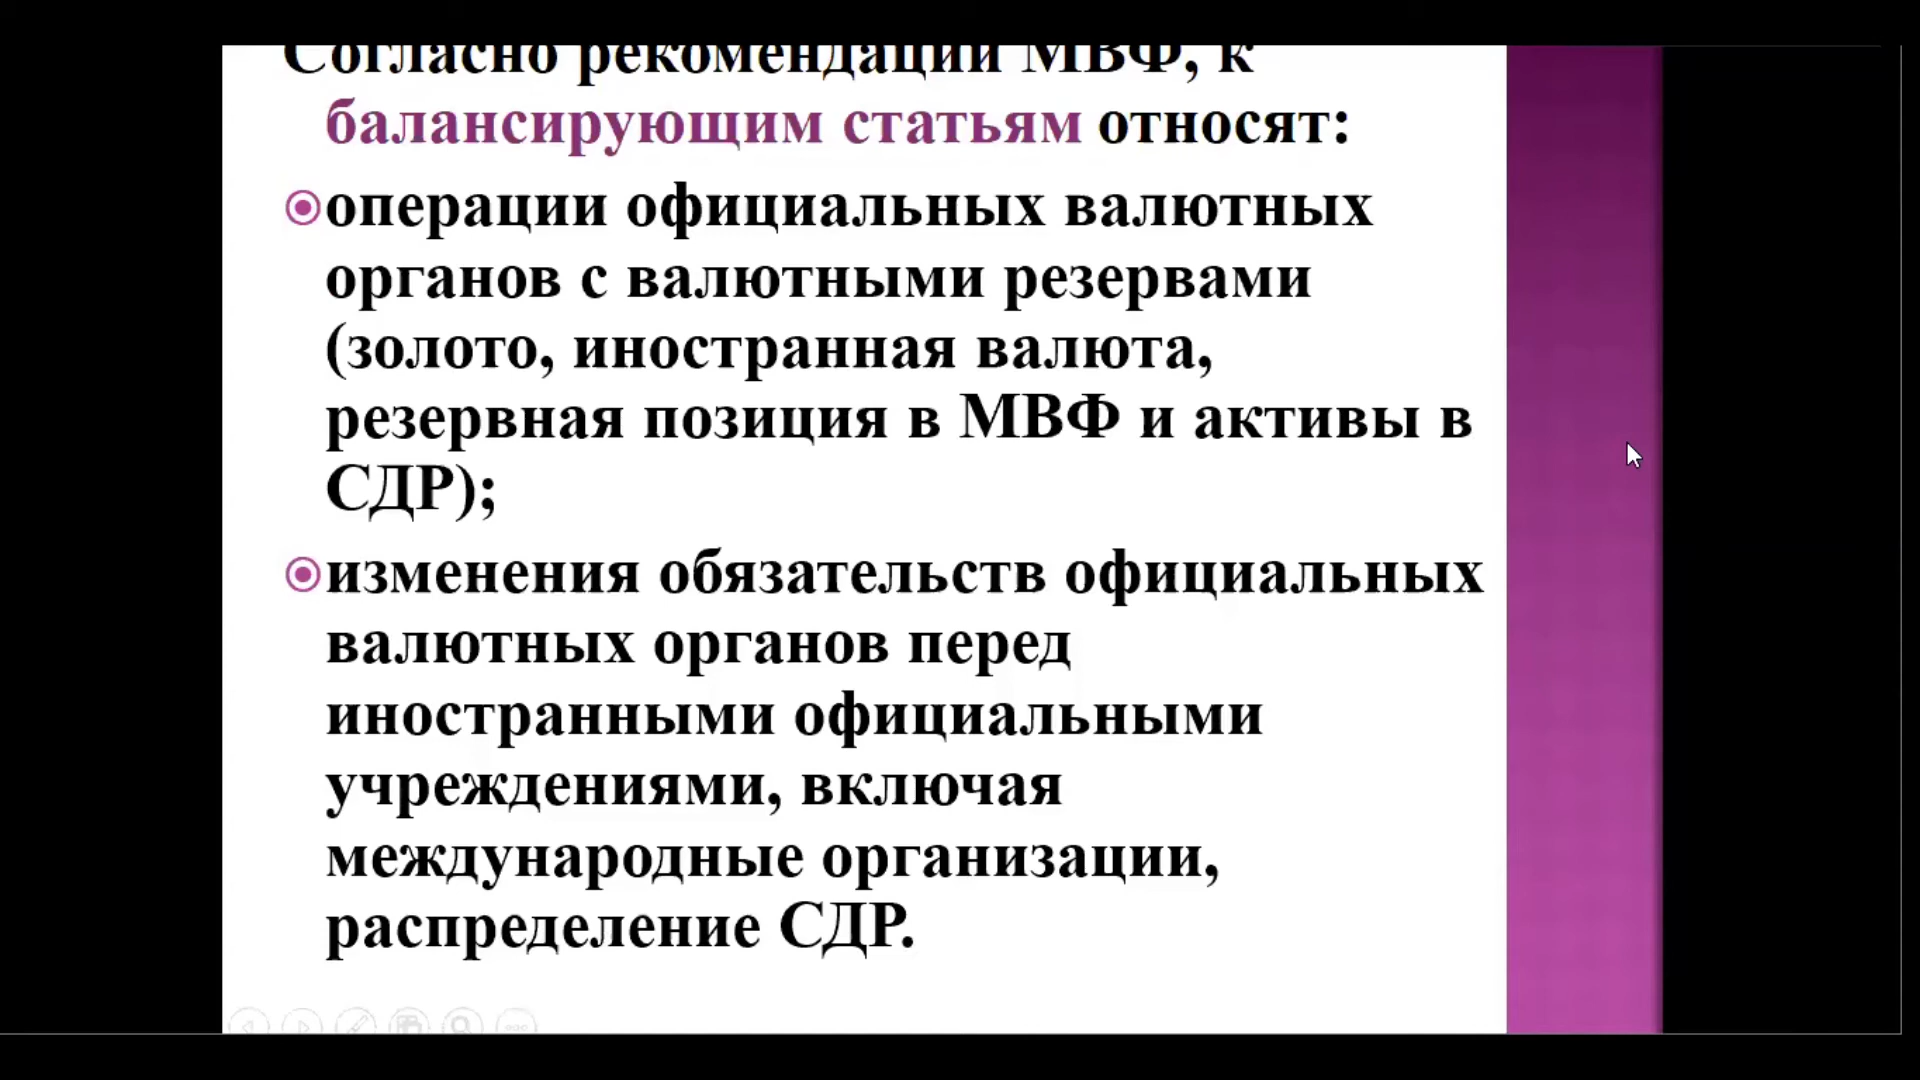 Согласно рекомендации МВФ, к
балансирующим статьям относят:
операции официальных валютных
органов с валютными резервами
(золото, иностранная валюта,
резервная позиция в МВФ и активы в
СДР);
изменения обязательств официальных
валютных органов перед
иностранными официальными
учреждениями, включая
международные организации,
распределение СДР.